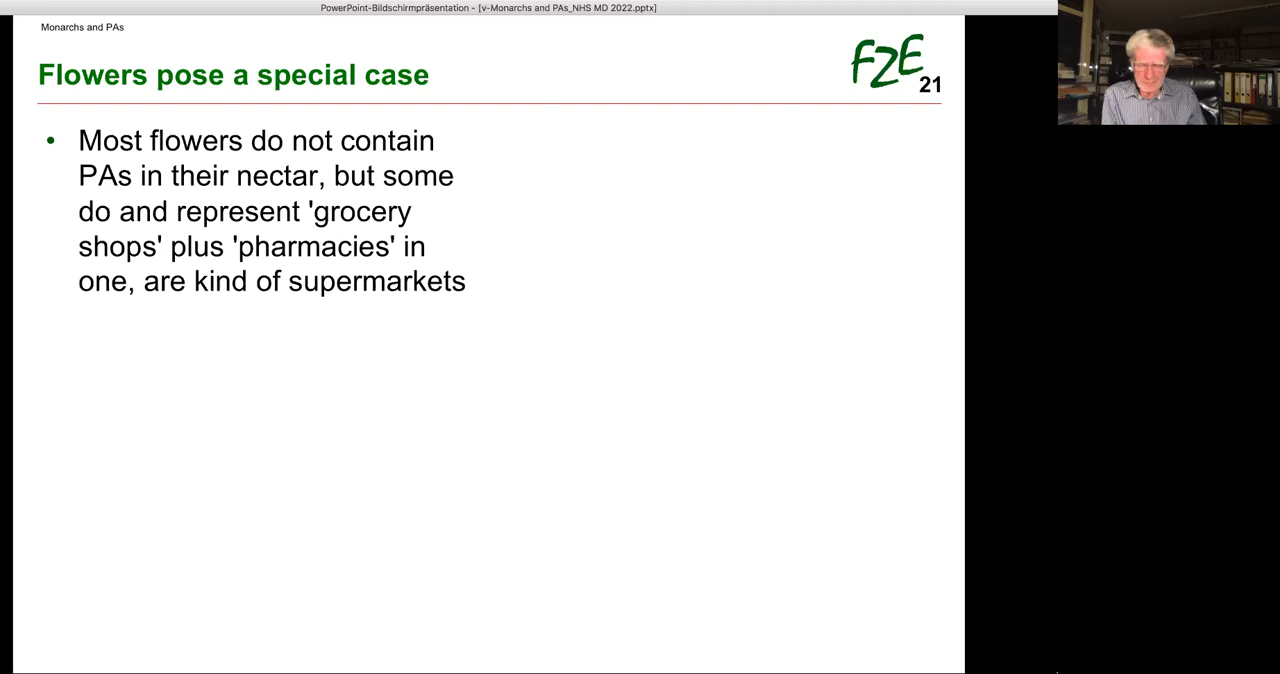 PowerPoint-Bildschirmpräsentation - [v-Monarchs and PAs_NHS MD 2022.pptx]
Monarchs and PAs
Flowers pose a special case
FZE
21
• Most flowers do not contain
PAs in their nectar, but some
do and represent 'grocery
shops' plus 'pharmacies' in
one, are kind of supermarkets